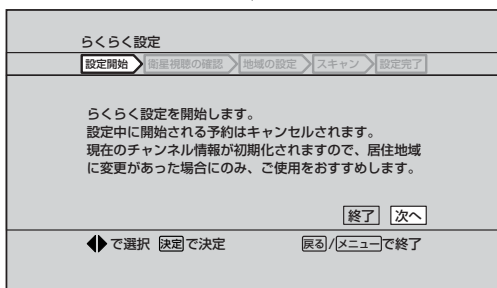 らくらく設定
設定開始 衛星視聴の確認 地域の設定 スキャン 設定完了
らくらく設定を開始します。
設定中に開始される予約はキャンセルされます。
現在のチャンネル情報が初期化されますので、居住地域
に変更があった場合にのみ、ご使用をおすすめします。
終了 次へ
で選択 決定で決定 戻る/メニューで終了